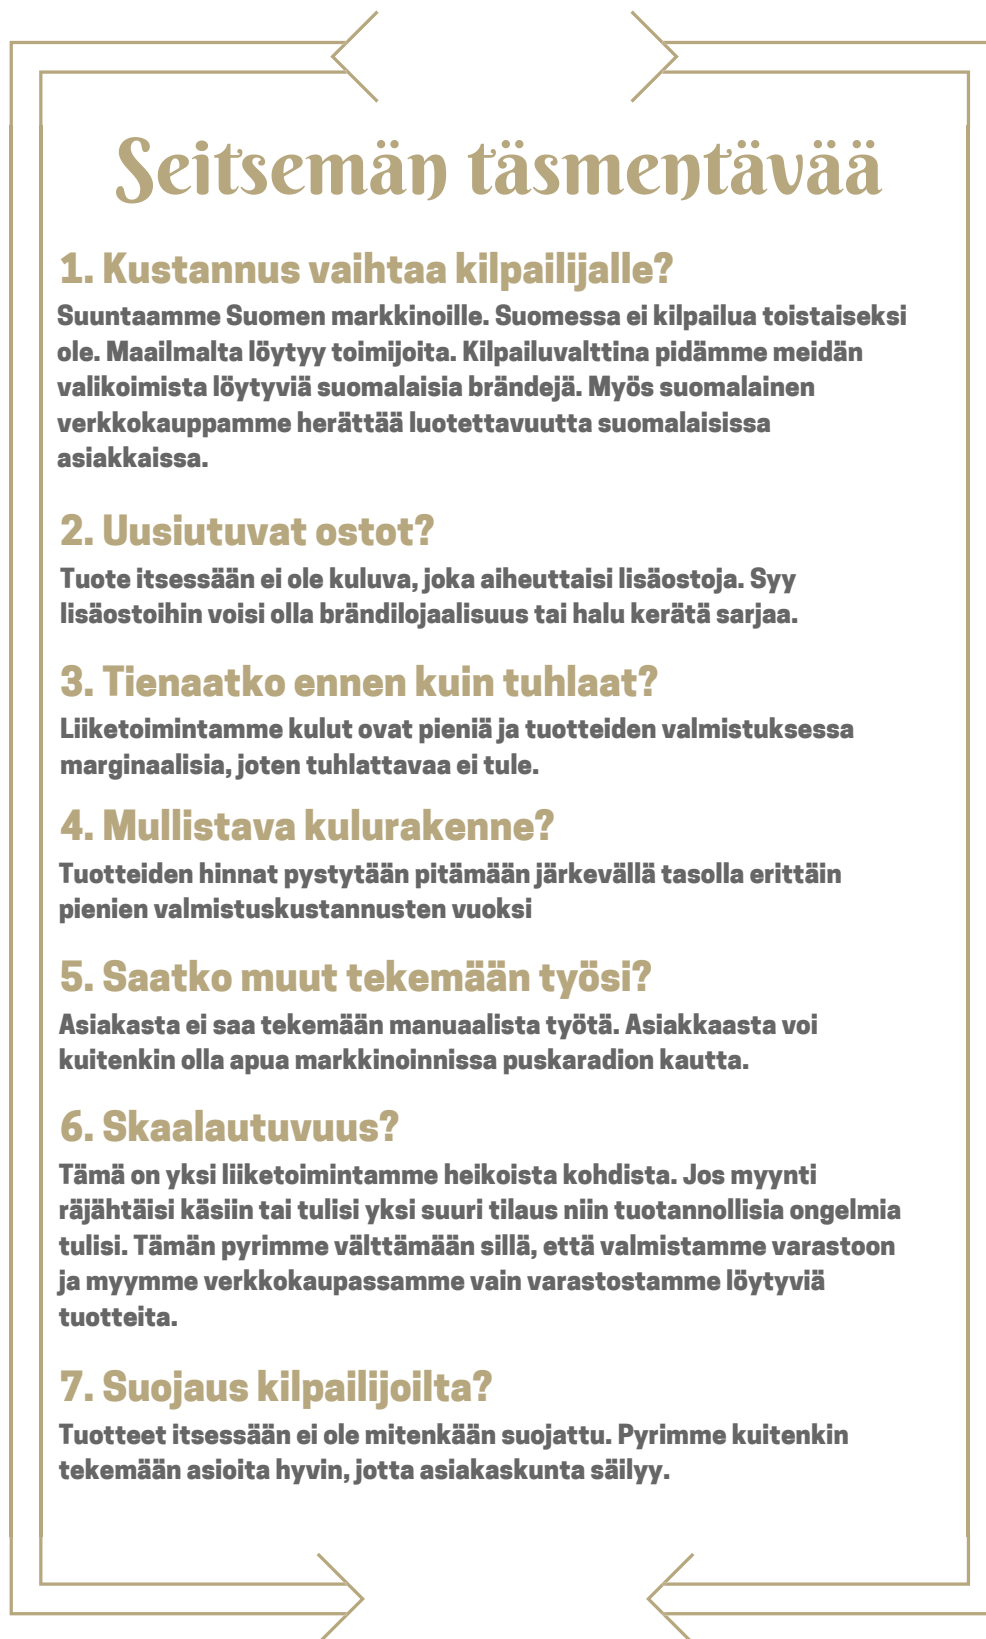 Seitsemän täsmentävää
1. Kustannus vaihtaa kilpailijalle?
Suuntaamme Suomen markkinoille. Suomessa ei kilpailua toistaiseksi
ole. Maailmalta löytyy toimijoita. Kilpailuvalttina pidämme meidän
valikoimista löytyviä suomalaisia brändejä. Myös suomalainen
verkkokauppamme herättää luotettavuutta suomalaisissa
asiakkaissa.
2. Uusiutuvat ostot?
Tuote itsessään ei ole kuluva, joka aiheuttaisi lisäostoja. Syy
lisäostoihin voisi olla brändilojaalisuus tai halu kerätä sarjaa.
3. Tienaatko ennen kuin tuhlaat?
Liiketoimintamme kulut ovat pieniä ja tuotteiden valmistuksessa
marginaalisia, joten tuhlattavaa ei tule.
4. Mullistava kulurakenne?
Tuotteiden hinnat pystytään pitämään järkevällä tasolla erittäin
pienien valmistuskustannusten vuoksi
5. Saatko muut tekemään työsi?
Asiakasta ei saa tekemään manuaalista työtä. Asiakkaasta voi
kuitenkin olla apua markkinoinnissa puskaradion kautta.
6. Skaalautuvuus?
Tämä on yksi liiketoimintamme heikoista kohdista. Jos myynti
räjähtäisi käsiin tai tulisi yksi suuri tilaus niin tuotannollisia ongelmia
tulisi. Tämän pyrimme välttämään sillä, että valmistamme varastoon
ja myymme verkkokaupassamme vain varastostamme löytyviä
tuotteita.
7. Suojaus kilpailijoilta?
Tuotteet itsessään ei ole mitenkään suojattu. Pyrimme kuitenkin
tekemään asioita hyvin, jotta asiakaskunta säilyy.